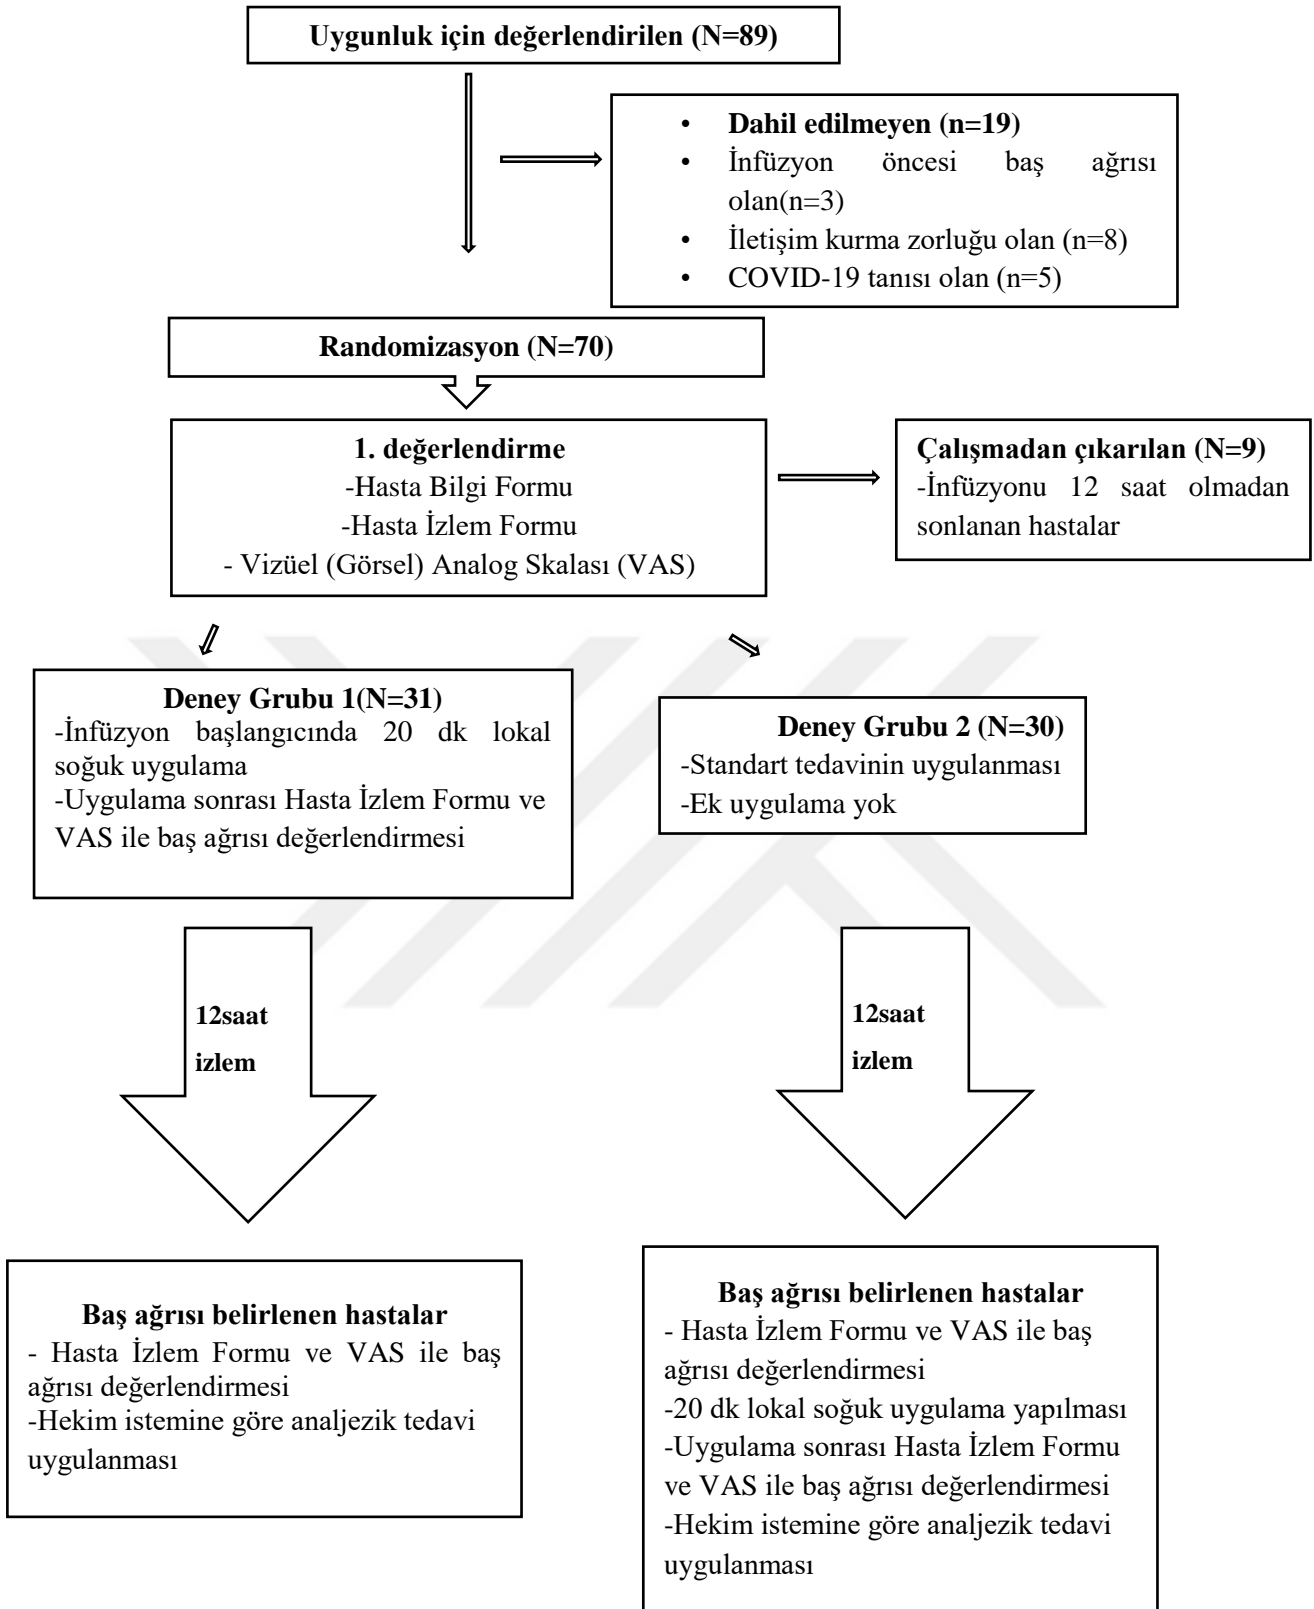 Uygunluk için değerlendirilen (N=89)
• Dahil edilmeyen (n=19)
• İnfüzyon öncesi baş ağrısı
olan(n=3)
• İletişim kurma zorluğu olan (n=8)
• COVID-19 tanısı olan (n=5)
Randomizasyon (N=70)
1. değerlendirme
-Hasta Bilgi Formu
-Hasta İzlem Formu
- Vizüel (Görsel) Analog Skalası (VAS)
Çalışmadan çıkarılan (N=9)
-İnfüzyonu 12 saat olmadan
sonlanan hastalar
Deney Grubu 1(N=31)
-İnfüzyon başlangıcında 20 dk lokal
soğuk uygulama
-Uygulama sonrası Hasta İzlem Formu ve
VAS ile baş ağrısı değerlendirmesi
Deney Grubu 2 (N=30)
-Standart tedavinin uygulanması
-Ek uygulama yok
12saat
izlem
12saat
izlem
Baş ağrısı belirlenen hastalar
- Hasta İzlem Formu ve VAS ile baş
ağrısı değerlendirmesi
-Hekim istemine göre analjezik tedavi
uygulanması
Baş ağrısı belirlenen hastalar
- Hasta İzlem Formu ve VAS ile baş
ağrısı değerlendirmesi
-20 dk lokal soğuk uygulama yapılması
-Uygulama sonrası Hasta İzlem Formu
ve VAS ile baş ağrısı değerlendirmesi
-Hekim istemine göre analjezik tedavi
uygulanması